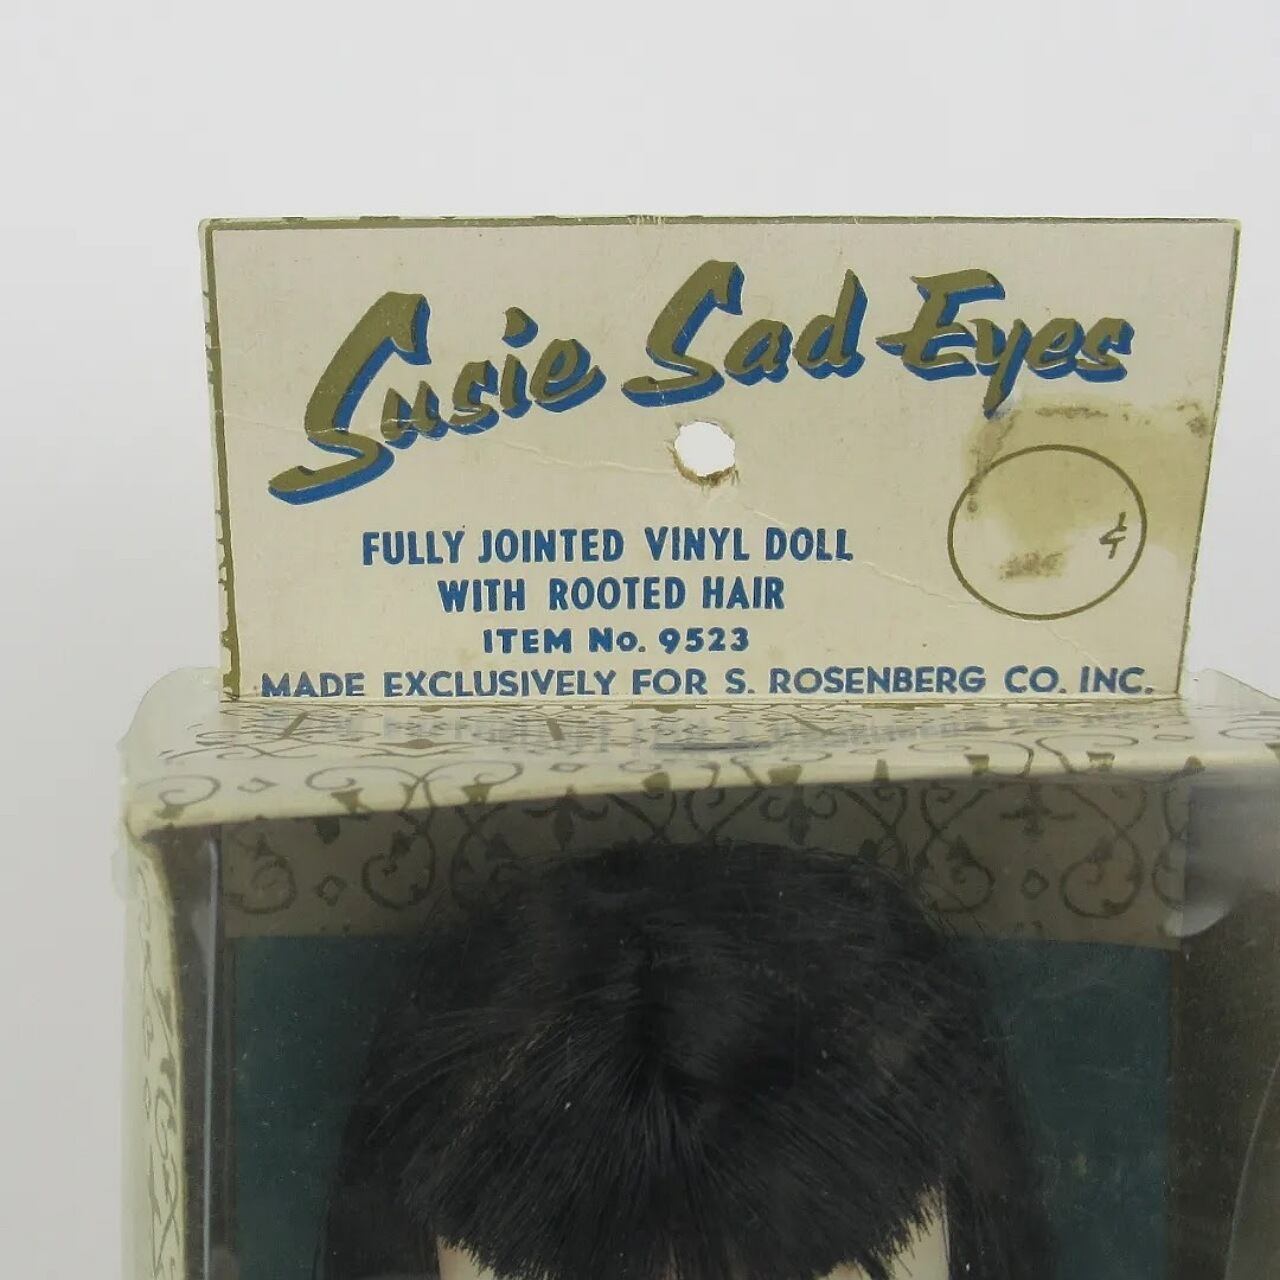 Susie Sad Eyes
FULLY JOINTED VINYL DOLL
WITH ROOTED HAIR
ITEM No. 9523
MADE EXCLUSIVELY FOR S. ROSENBERG CO. INC.
¢